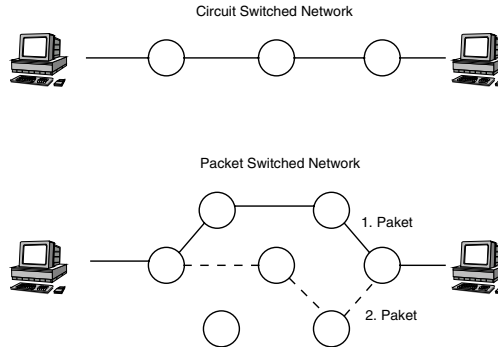 Circuit Switched Network
Packet Switched Network
1. Paket
2. Paket